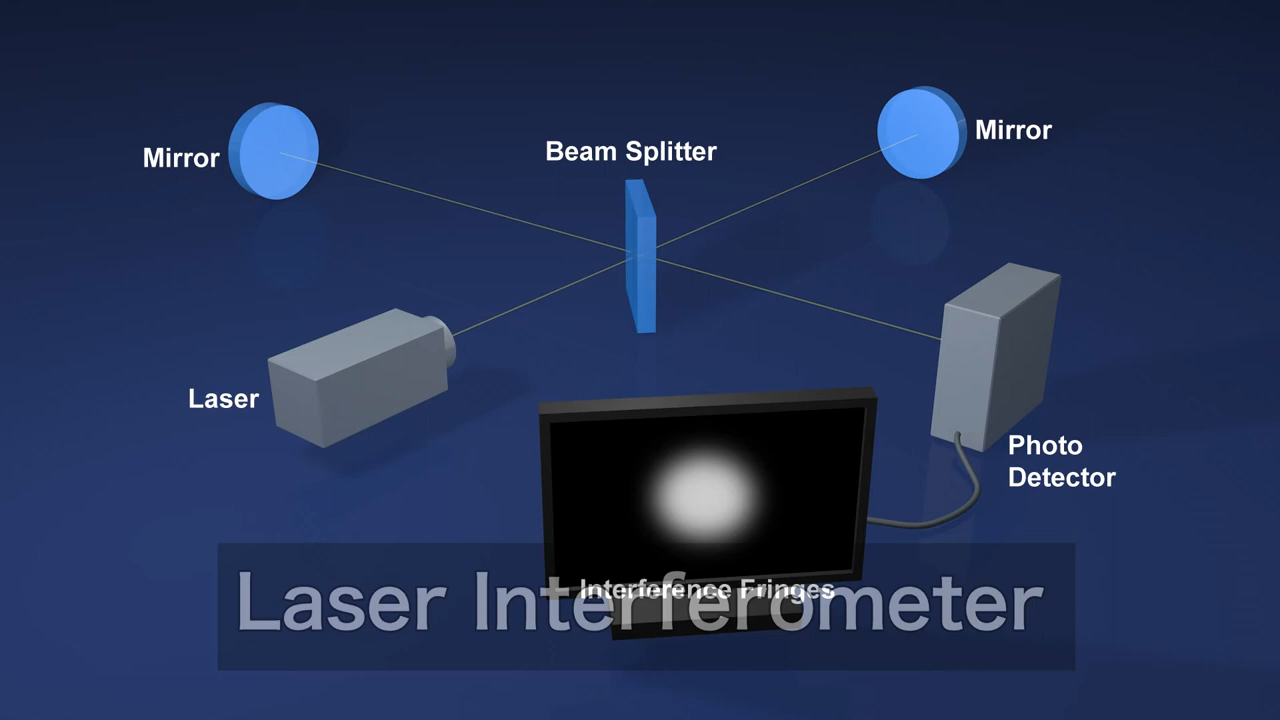 Mirror
Beam Splitter
Mirror
Laser
Photo
Detector
Interference Fringes
Laser Interferometer